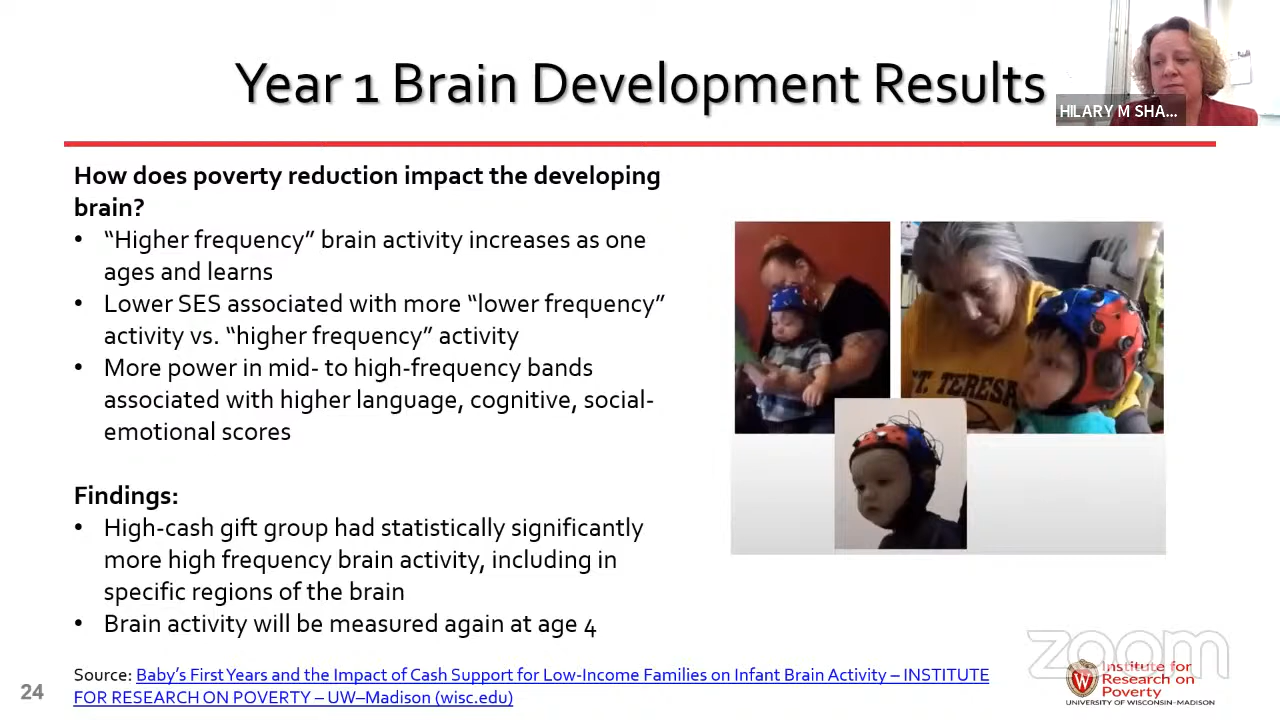 Year 1 Brain Development Results
HILARY M SHA...
How does poverty reduction impact the developing
brain?
• “Higher frequency” brain activity increases as one
ages and learns
• Lower SES associated with more “lower frequency”
activity vs. “higher frequency” activity
• More power in mid- to high-frequency bands
associated with higher language, cognitive, social-
emotional scores
ST. TERESA
Findings:
• High-cash gift group had statistically significantly
more high frequency brain activity, including in
specific regions of the brain
• Brain activity will be measured again at age 4
Source: Baby’s First Years and the Impact of Cash Support for Low-Income Families on Infant Brain Activity – INSTITUTE
FOR RESEARCH ON POVERTY – UW–Madison (wisc.edu)
24
zoom
Institute for
Research on
Poverty
UNIVERSITY OF WISCONSIN-MADISON